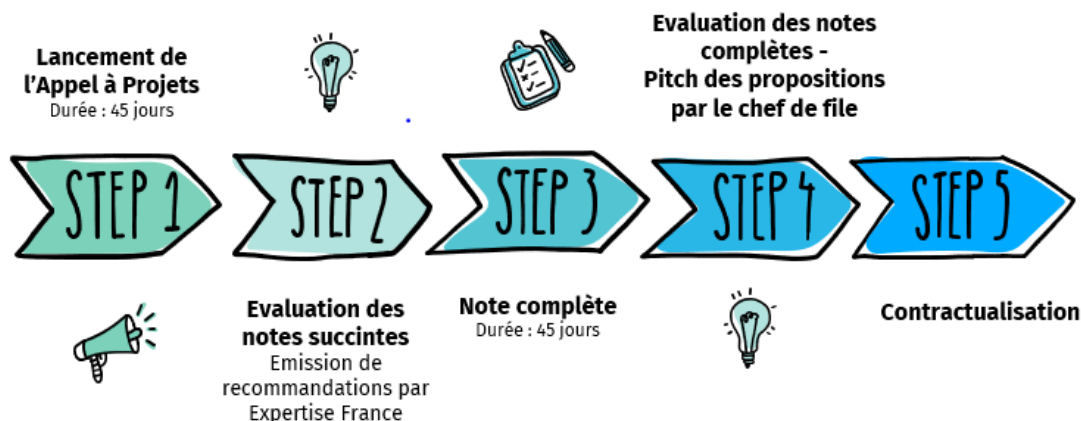 Lancement de
l'Appel à Projets
Durée : 45 jours
Evaluation des notes
complètes -
Pitch des propositions
par le chef de file
STEP 1
STEP 2
STEP 3
STEP 4
STEP 5
Evaluation des
notes succintes
Emission de
recommandations par
Expertise France
Note complète
Durée : 45 jours
Contractualisation